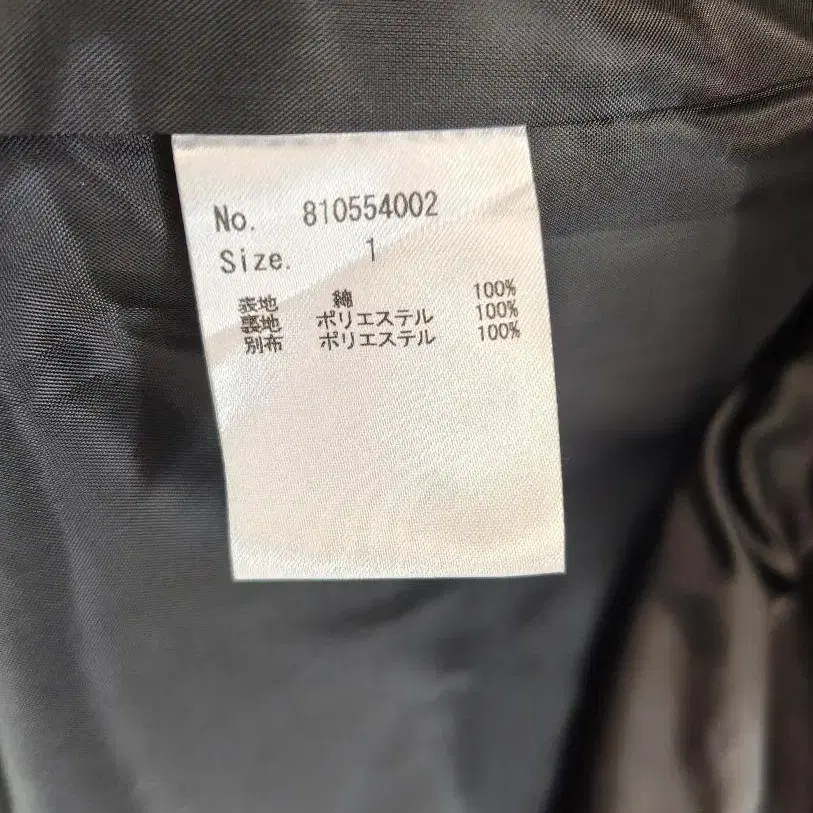 No. 810554002
Size. 1
表地 綿 100%
裏地 ポリエステル 100%
別布 ポリエステル 100%